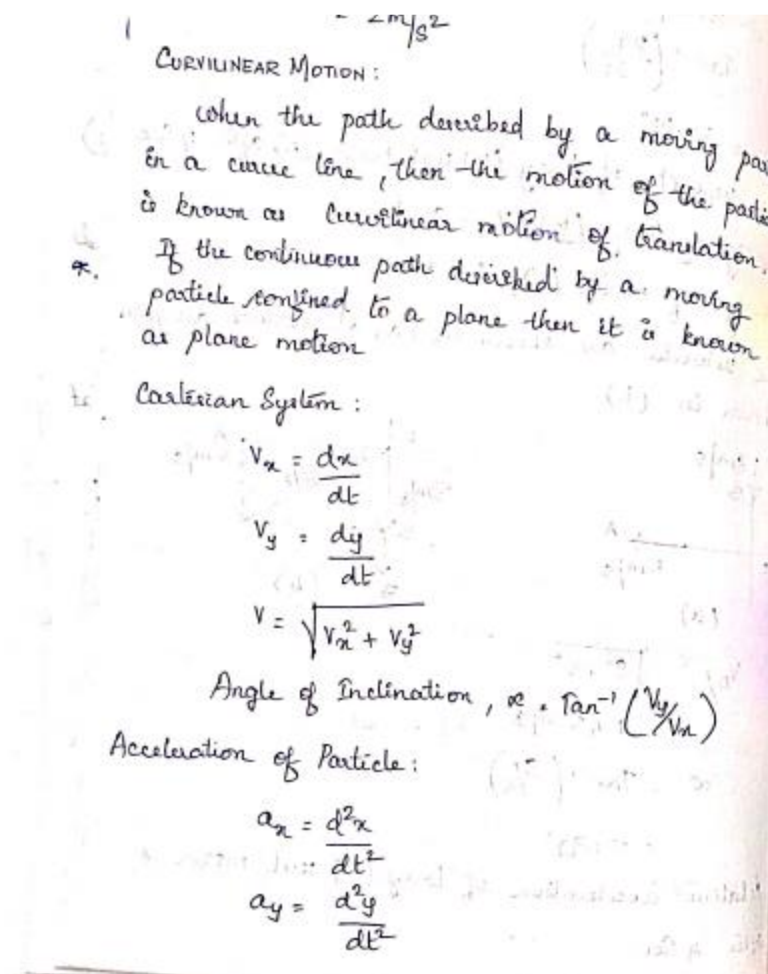 = 2m/s²
CURVILINEAR MOTION :
when the path described by a moving par
in a curve line, then the motion of the partic
is known as Curvilinear motion of translation.
*. If the continuous path described by a moving
particle confined to a plane then it is known
as plane motion
Cartesian System :
Vx = dx/dt
Vy = dy/dt
V = √(Vx² + Vy²)
Angle of Inclination, α = Tan⁻¹ (Vy/Vx)
Acceleration of Particle :
ax = d²x/dt²
ay = d²y/dt²